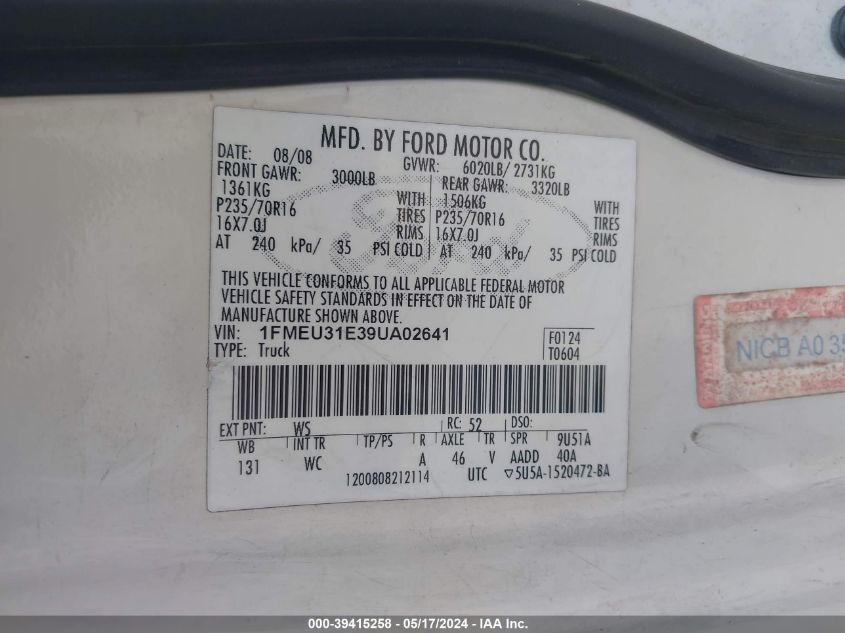 MFD. BY FORD MOTOR CO.
DATE: 08/08 GVWR: 6020LB/ 2731KG
FRONT GAWR: 3000LB REAR GAWR: 3320LB
1361KG WITH 1506KG WITH
P235/70R16 TIRES P235/70R16 TIRES
16X7.0J RIMS 16X7.0J RIMS
AT 240 kPa/ 35 PSI COLD AT 240 kPa/ 35 PSI COLD
THIS VEHICLE CONFORMS TO ALL APPLICABLE FEDERAL MOTOR
VEHICLE SAFETY STANDARDS IN EFFECT ON THE DATE OF
MANUFACTURE SHOWN ABOVE.
VIN: 1FMEU31E39UA02641 F0124
TYPE: Truck T0604
EXT PNT: WS RC: 52 DSO:
WB INT TR TP/PS R AXLE TR SPR 9U51A
131 WC A 46 V AADD 40A
1200808212114 UTC ▽5U5A-1520472-BA
NICB A0 35
000-39415258 - 05/17/2024 - IAA Inc.